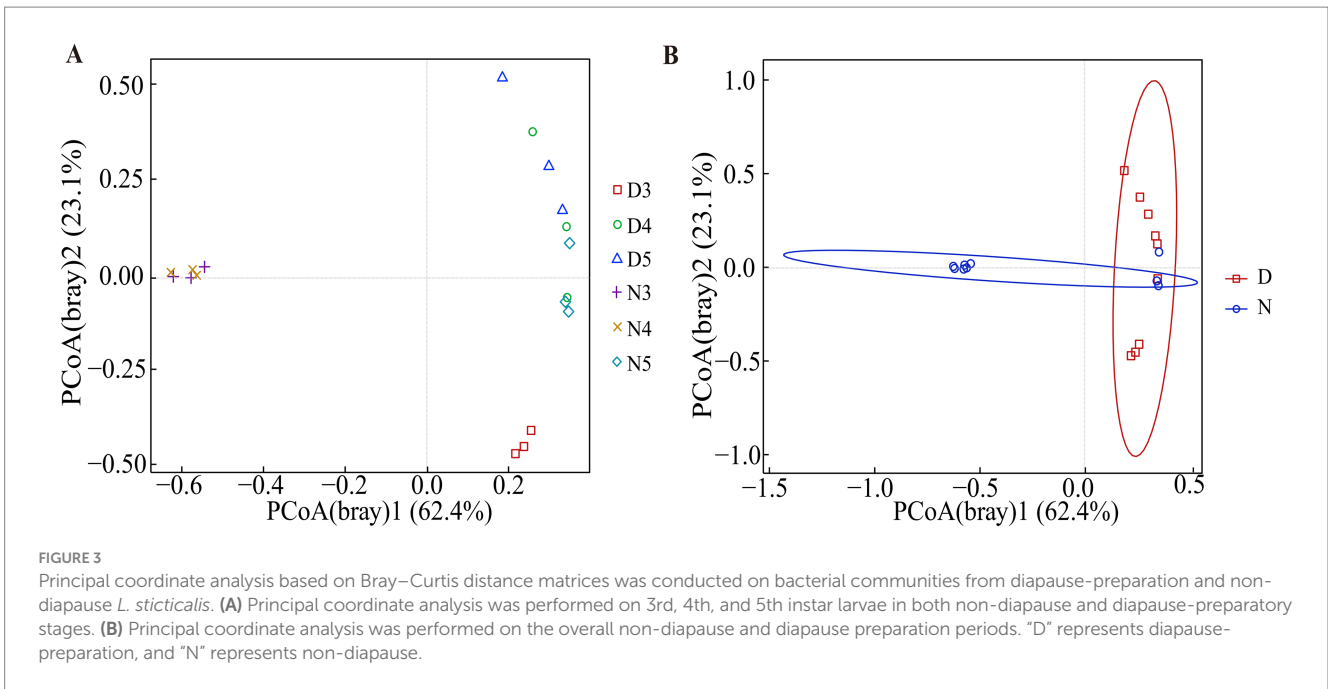 A
PCoA(bray)2 (23.1%)
0.50
0.25
0.00
−0.25
−0.50
−0.6 −0.4 −0.2 0.0 0.2
PCoA(bray)1 (62.4%)
D3
D4
D5
N3
N4
N5
B
PCoA(bray)2 (23.1%)
1.0
0.5
0.0
−0.5
−1.0
−1.5 −1.0 −0.5 0.0 0.5
PCoA(bray)1 (62.4%)
D
N
FIGURE 3
Principal coordinate analysis based on Bray–Curtis distance matrices was conducted on bacterial communities from diapause-preparation and non-
diapause L. sticticalis. (A) Principal coordinate analysis was performed on 3rd, 4th, and 5th instar larvae in both non-diapause and diapause-preparatory
stages. (B) Principal coordinate analysis was performed on the overall non-diapause and diapause preparation periods. “D” represents diapause-
preparation, and “N” represents non-diapause.